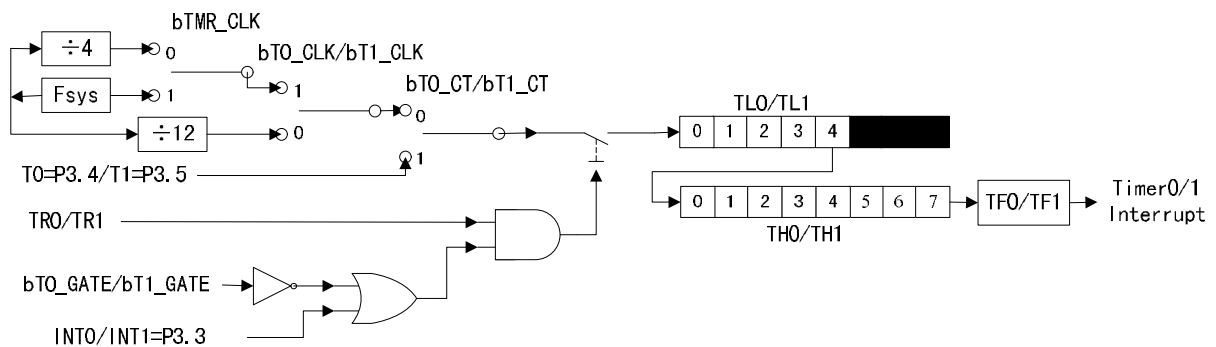 bTMR_CLK
÷4
0
bT0_CLK/bT1_CLK
Fsys
1
1
bT0_CT/bT1_CT
0
÷12
0
1
T0=P3.4/T1=P3.5
TL0/TL1
0 1 2 3 4
0 1 2 3 4 5 6 7
TH0/TH1
TF0/TF1
Timer0/1
Interrupt
TR0/TR1
bT0_GATE/bT1_GATE
INT0/INT1=P3.3